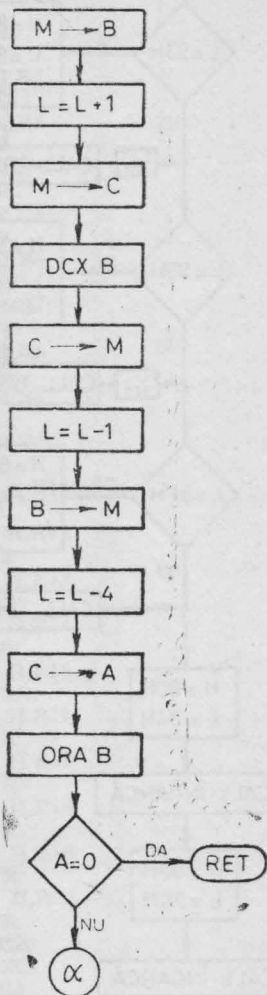 M → B
L = L+1
M → C
DCX B
C → M
L = L-1
B → M
L = L-4
C → A
ORA B
A=0
DA
RET
NU
α